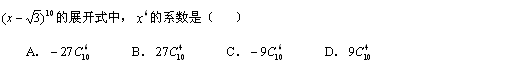 (x − √3)¹⁰ 的展开式中，x⁶ 的系数是（    ）
A. −27C₁₀⁶    B. 27C₁₀⁴    C. −9C₁₀⁶    D. 9C₁₀⁴